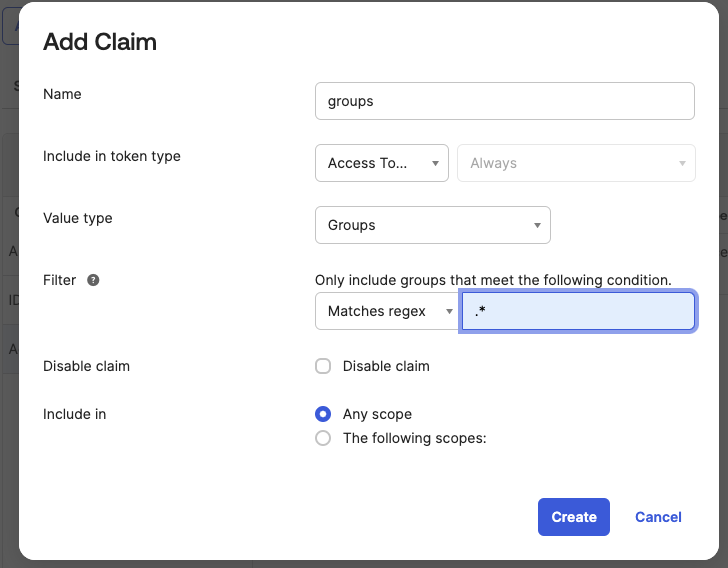 Add Claim
Name
groups
Include in token type
Access To...
Always
Value type
Groups
Filter ?
Only include groups that meet the following condition.
Matches regex
.*
Disable claim
Disable claim
Include in
Any scope
The following scopes:
Create
Cancel